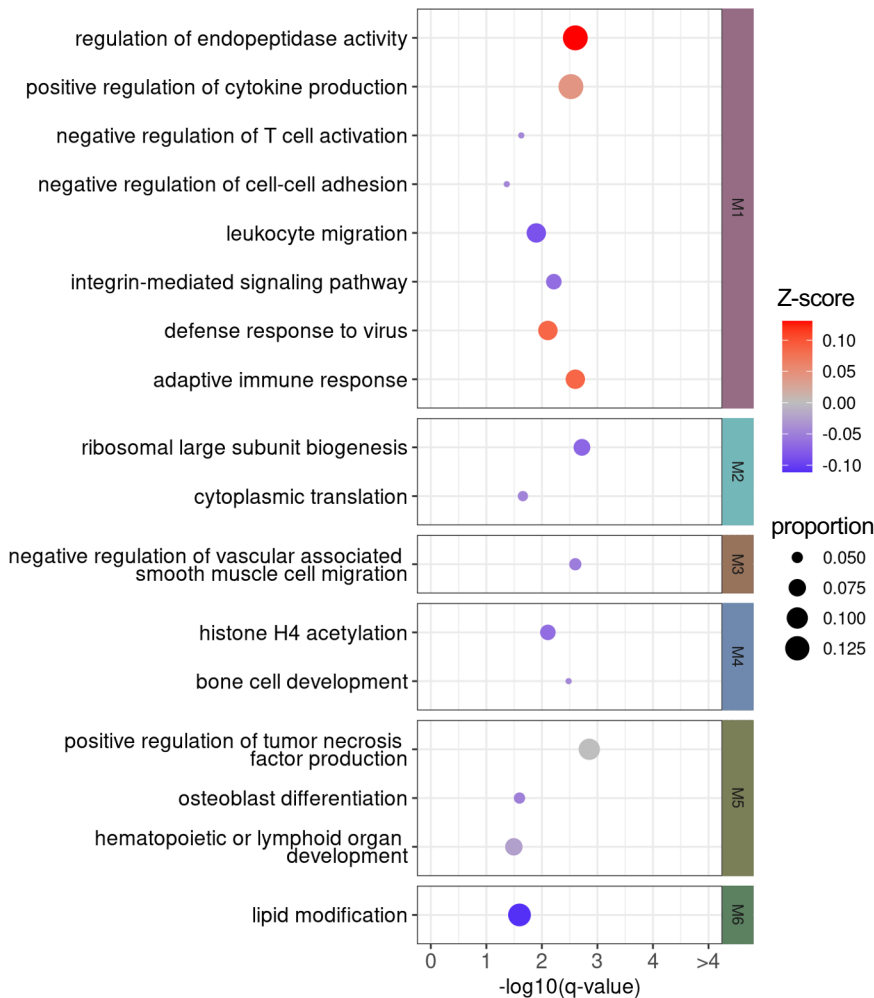 regulation of endopeptidase activity
positive regulation of cytokine production
negative regulation of T cell activation
negative regulation of cell-cell adhesion
leukocyte migration
integrin-mediated signaling pathway
defense response to virus
adaptive immune response
M1
ribosomal large subunit biogenesis
cytoplasmic translation
M2
negative regulation of vascular associated
smooth muscle cell migration
M3
histone H4 acetylation
bone cell development
M4
positive regulation of tumor necrosis
factor production
osteoblast differentiation
hematopoietic or lymphoid organ
development
M5
lipid modification
M6
0 1 2 3 4 >4
-log10(q-value)
Z-score
0.10
0.05
0.00
-0.05
-0.10
proportion
0.050
0.075
0.100
0.125